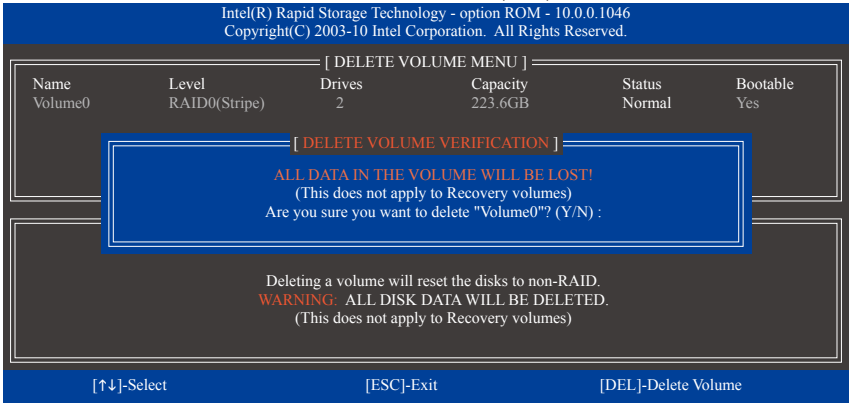 Intel(R) Rapid Storage Technology - option ROM - 10.0.0.1046
Copyright(C) 2003-10 Intel Corporation. All Rights Reserved.
[ DELETE VOLUME MENU ]
Name Level Drives Capacity Status Bootable
Volume0 RAID0(Stripe) 2 223.6GB Normal Yes
[ DELETE VOLUME VERIFICATION ]
ALL DATA IN THE VOLUME WILL BE LOST!
(This does not apply to Recovery volumes)
Are you sure you want to delete "Volume0"? (Y/N) :
Deleting a volume will reset the disks to non-RAID.
WARNING: ALL DISK DATA WILL BE DELETED.
(This does not apply to Recovery volumes)
[↑↓]-Select [ESC]-Exit [DEL]-Delete Volume